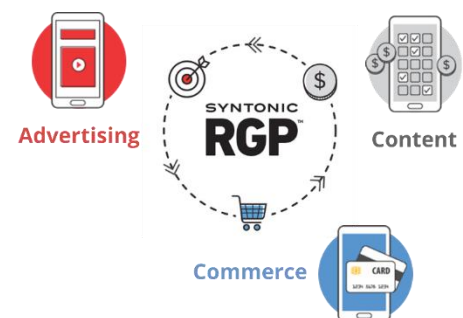 SYNTONIC
RGP™
Advertising
Content
$
$
$
Commerce
CARD